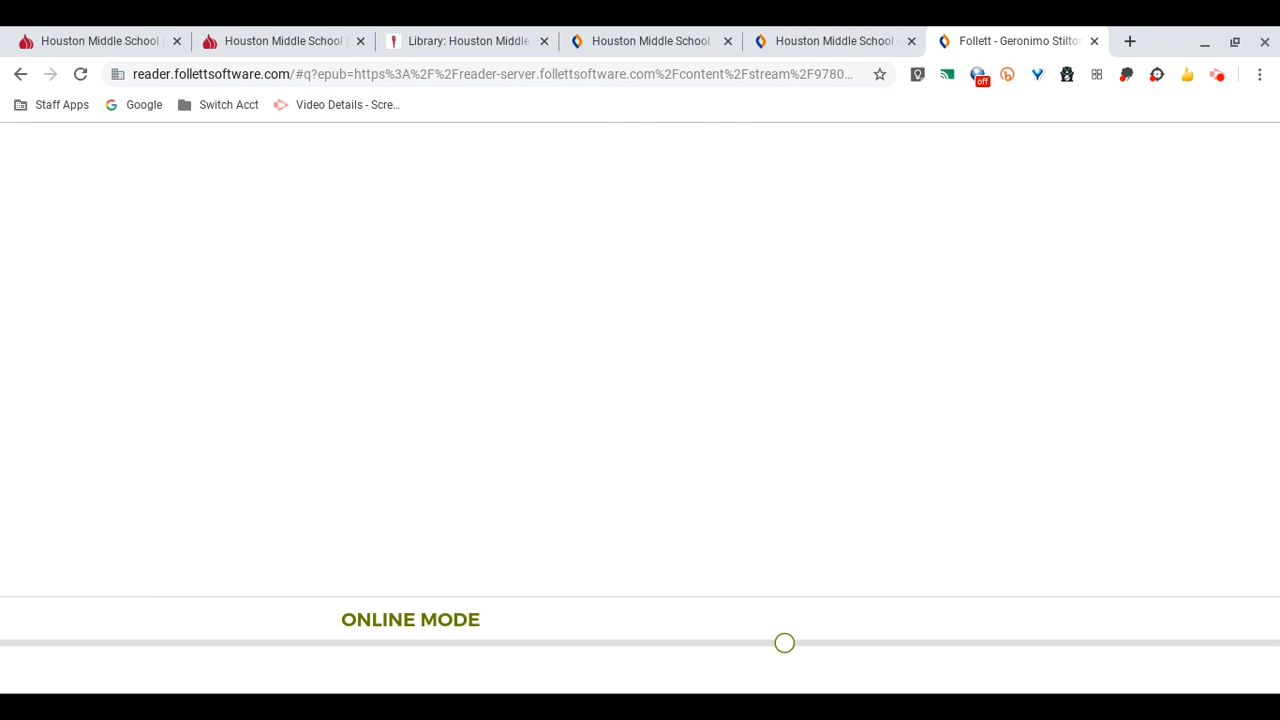 Houston Middle School
Houston Middle School
Library: Houston Middle
Houston Middle School
Houston Middle School
Follett - Geronimo Stilton
reader.follettsoftware.com/#q?epub=https%3A%2F%2Freader-server.follettsoftware.com%2Fcontent%2Fstream%2F9780...
off
Staff Apps
Google
Switch Acct
Video Details - Scre...
ONLINE MODE